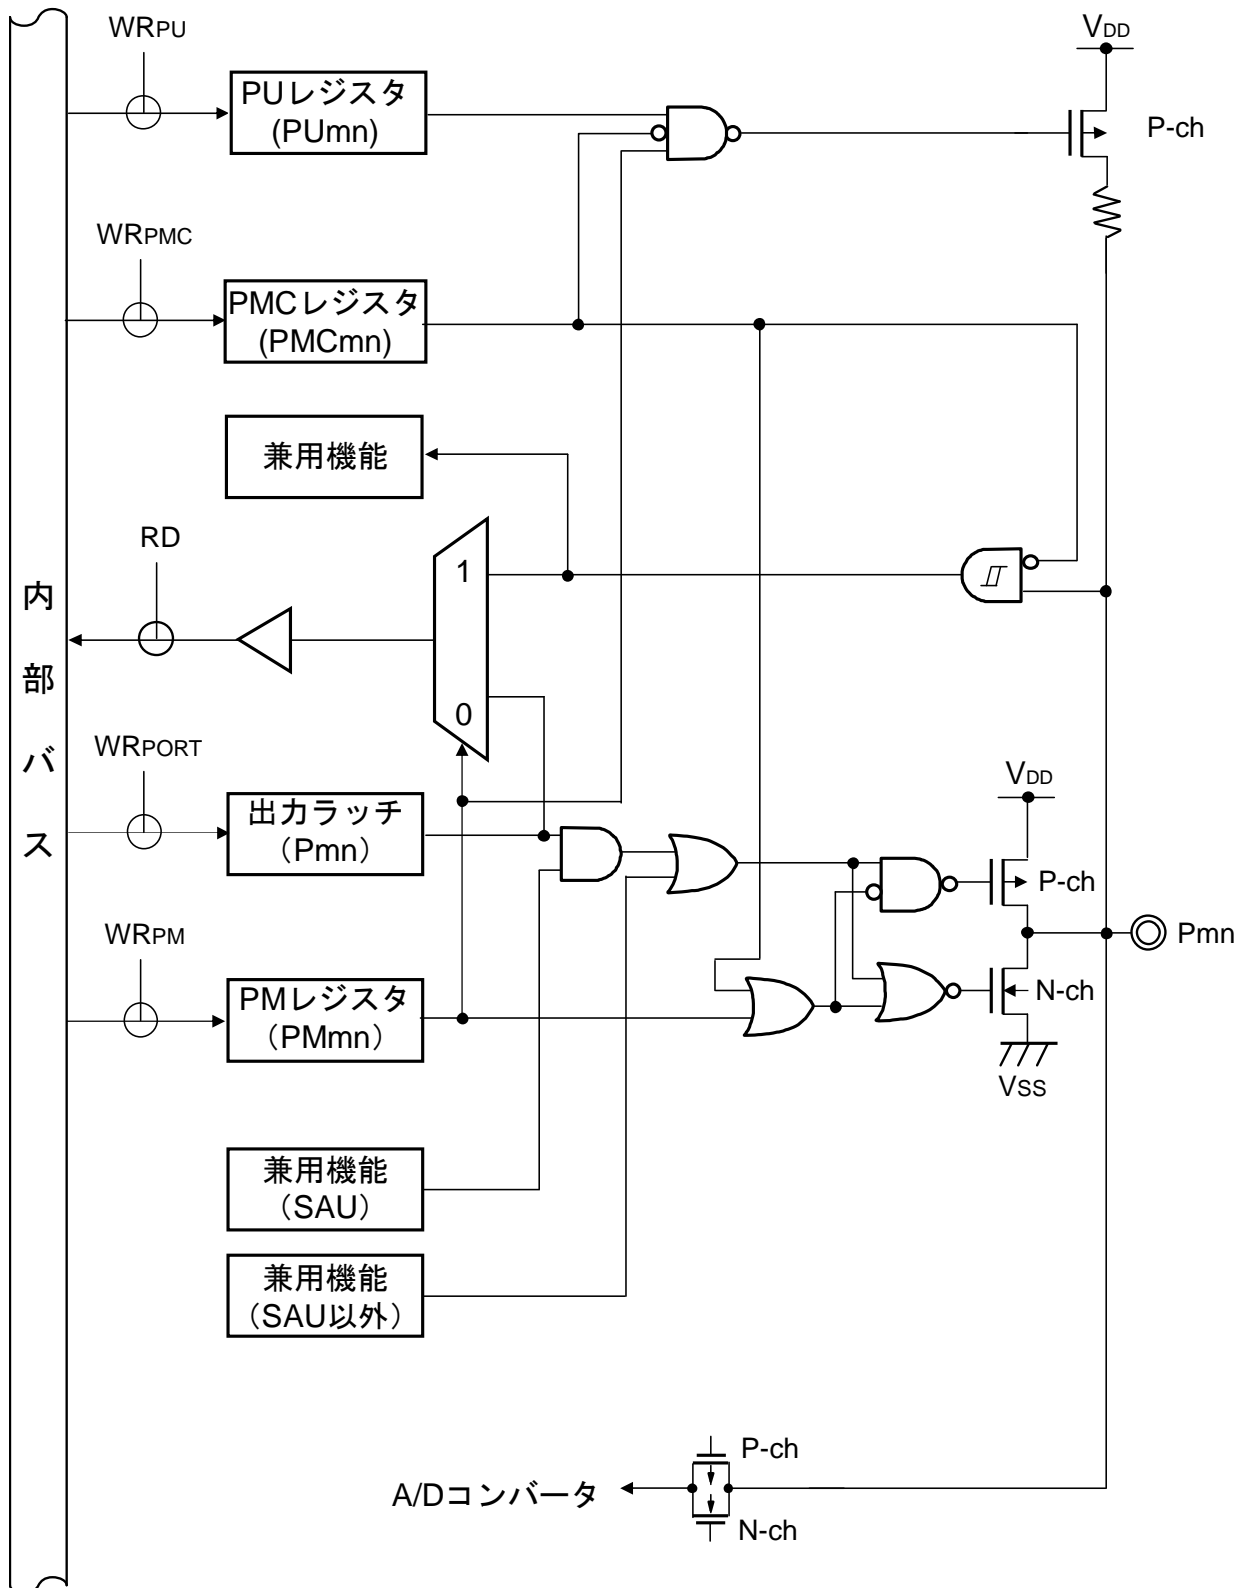 WRPU
PUレジスタ
(PUmn)
VDD
P-ch
WRPMC
PMCレジスタ
(PMCmn)
兼用機能
RD
1
0
内部バス
WRPORT
出力ラッチ
（Pmn）
VDD
P-ch
Pmn
N-ch
VSS
WRPM
PMレジスタ
（PMmn）
兼用機能
（SAU）
兼用機能
（SAU以外）
P-ch
A/Dコンバータ
N-ch